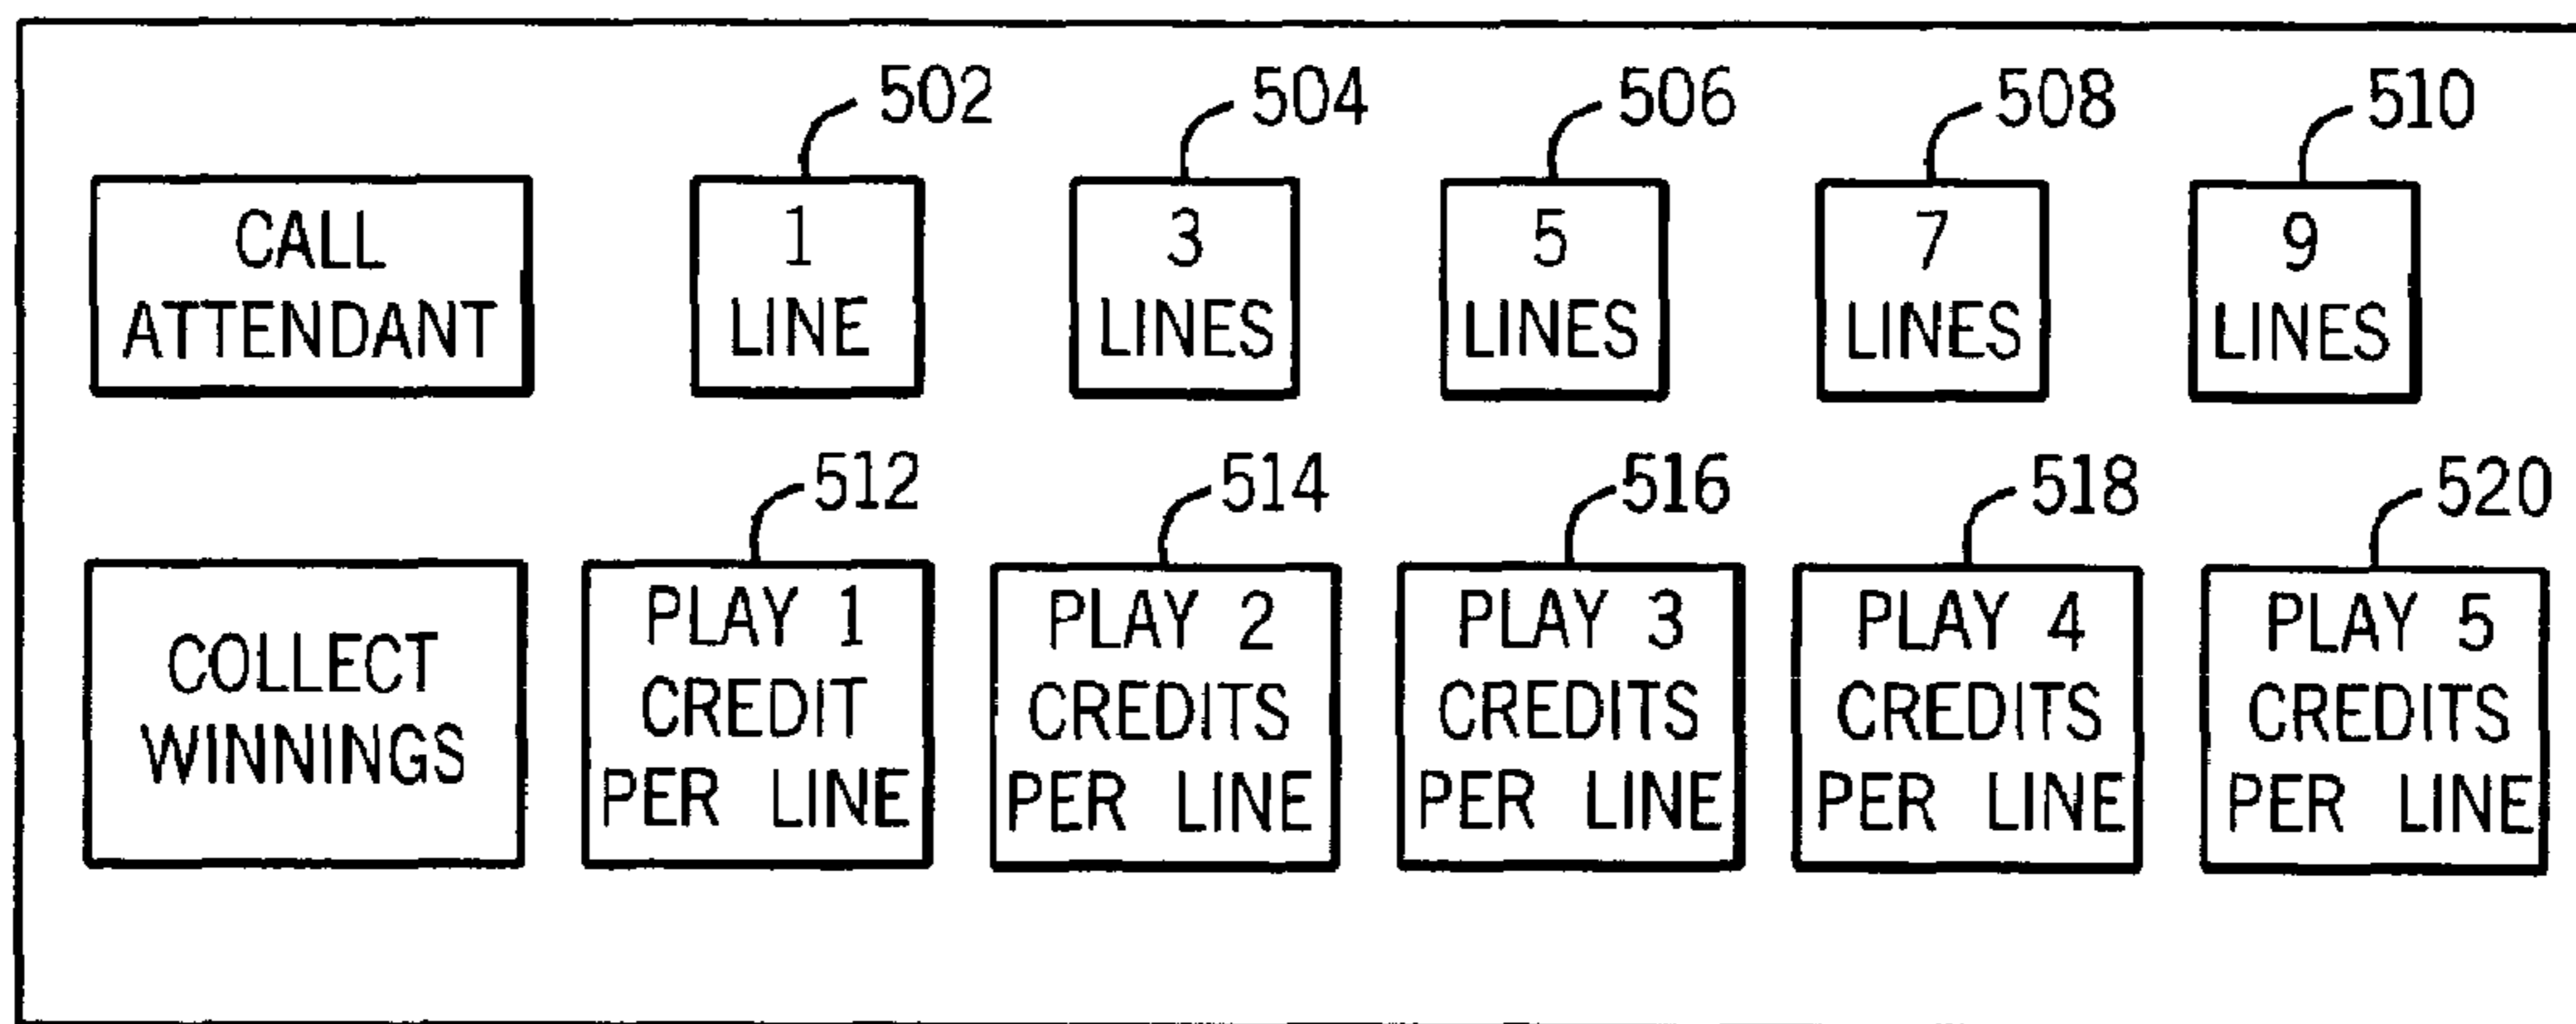 502 504 506 508 510
CALL ATTENDANT
1 LINE
3 LINES
5 LINES
7 LINES
9 LINES
512 514 516 518 520
COLLECT WINNINGS
PLAY 1 CREDIT PER LINE
PLAY 2 CREDITS PER LINE
PLAY 3 CREDITS PER LINE
PLAY 4 CREDITS PER LINE
PLAY 5 CREDITS PER LINE